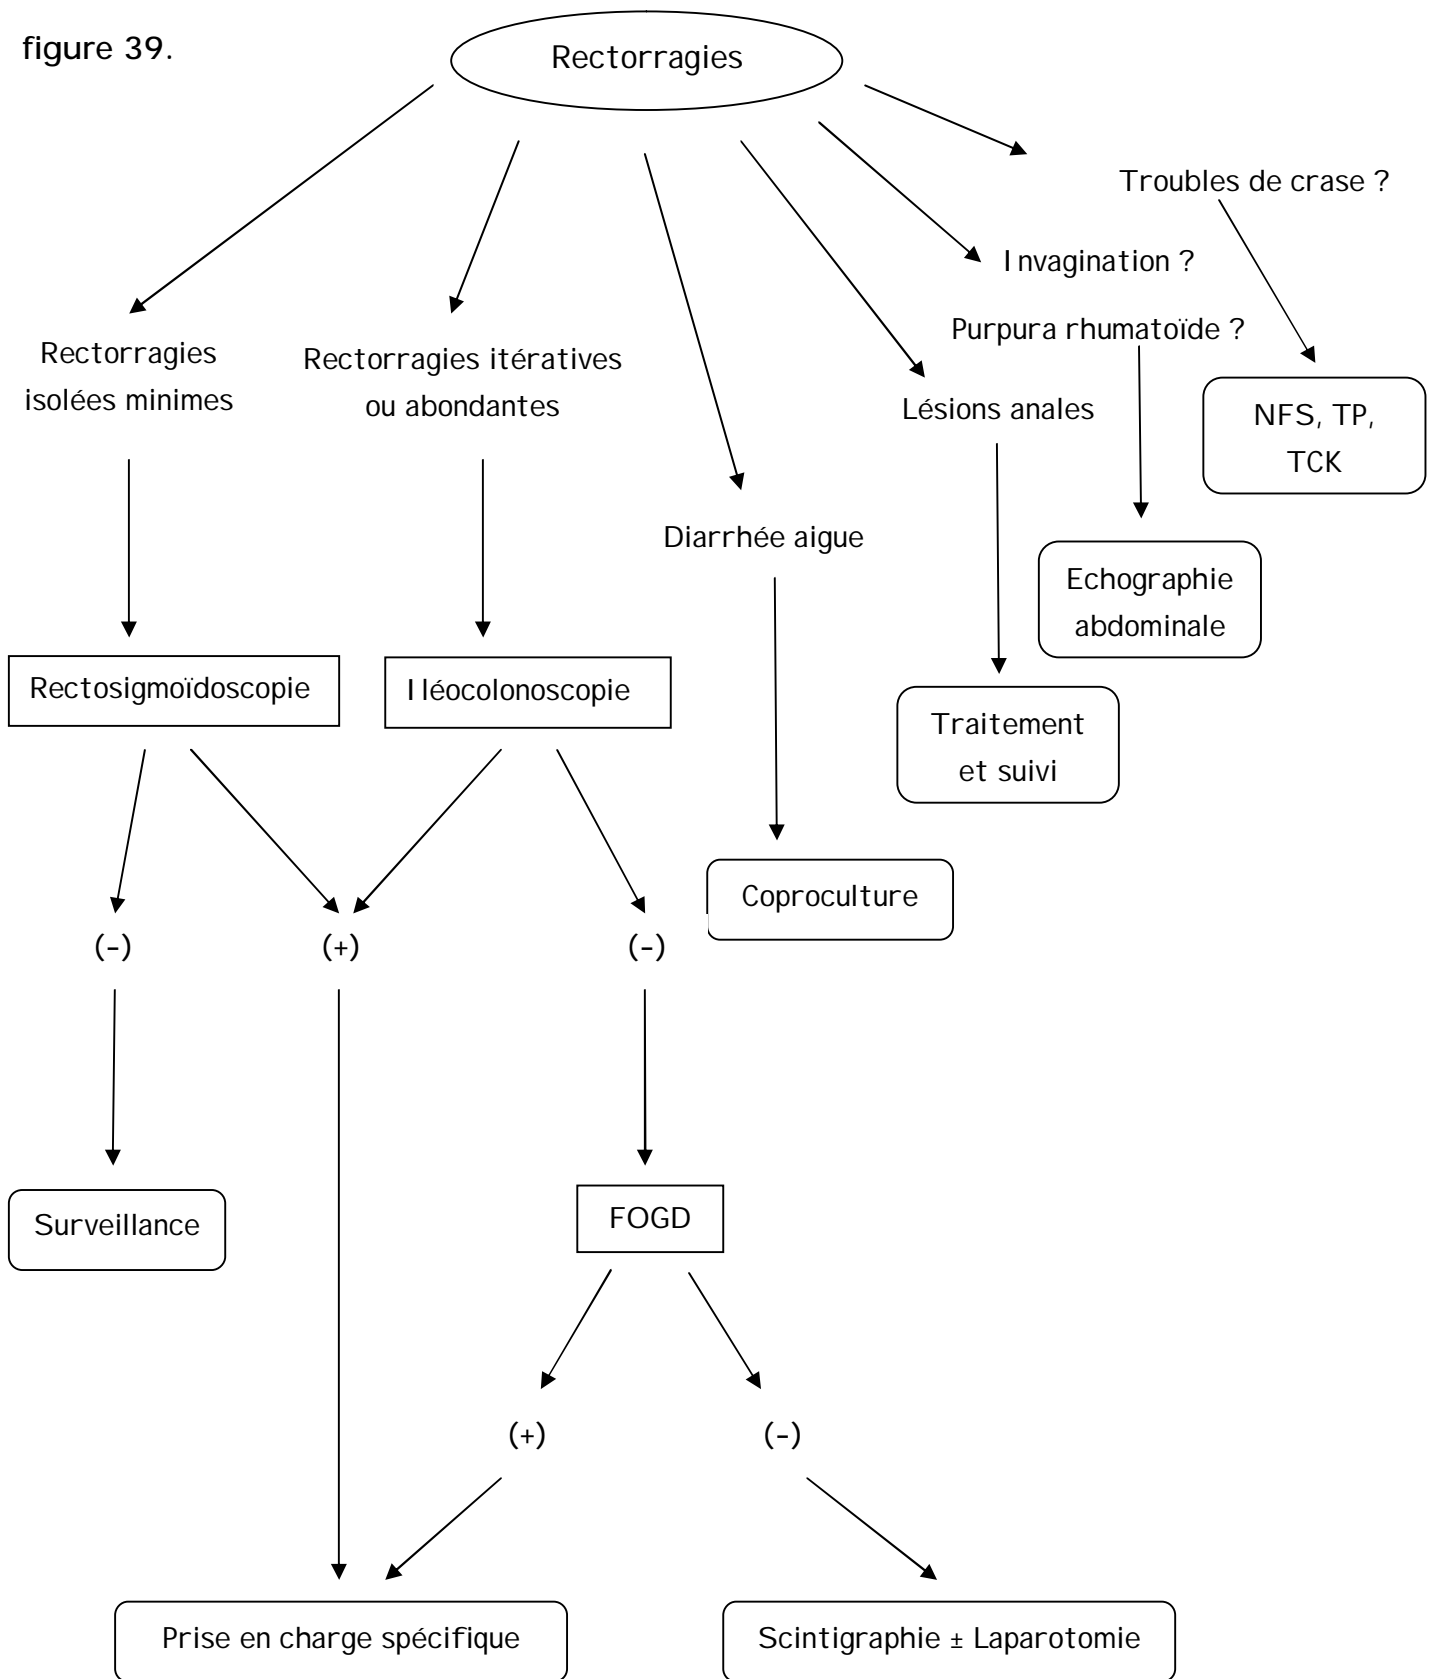 figure 39.
Rectorragies
Troubles de crase ?
Invagination ?
Purpura rhumatoïde ?
Rectorragies
isolées minimes
Rectorragies itératives
ou abondantes
Lésions anales
NFS, TP,
TCK
Diarrhée aigue
Echographie
abdominale
Rectosigmoïdoscopie
Iléocolonoscopie
Traitement
et suivi
Coproculture
(-)
(+)
(-)
Surveillance
FOGD
(+)
(-)
Prise en charge spécifique
Scintigraphie ± Laparotomie